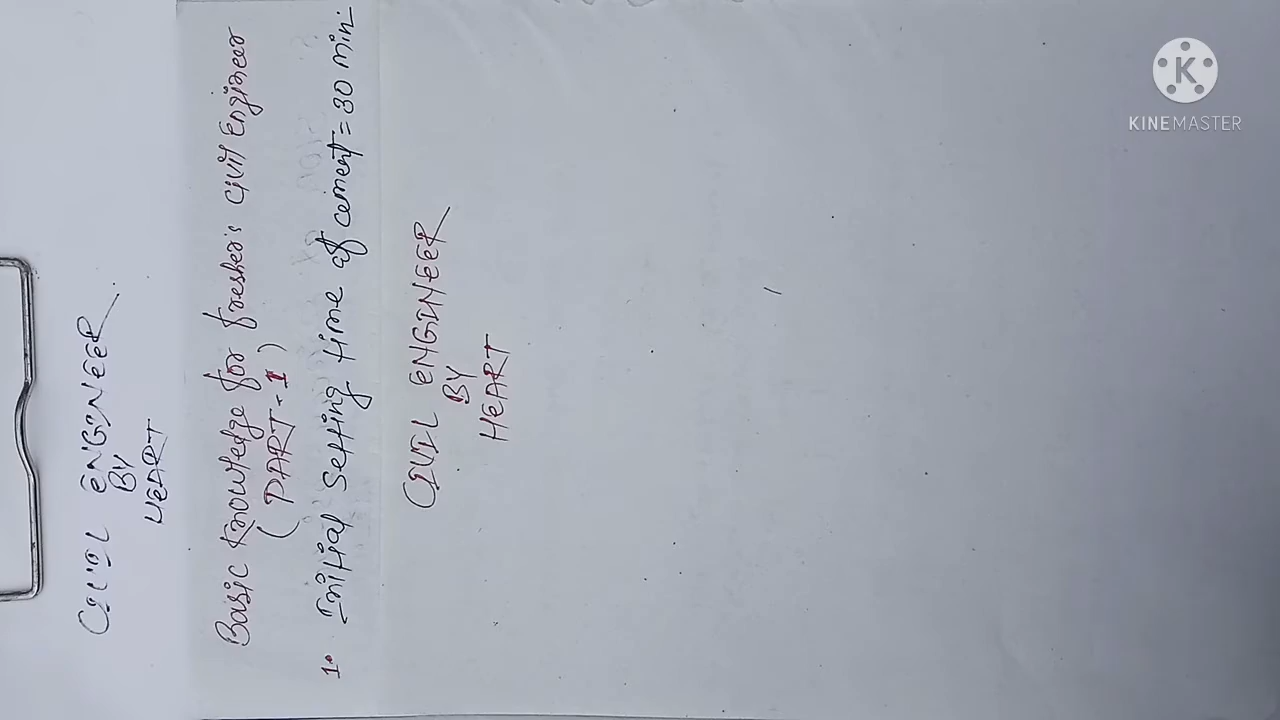 CIVIL ENGINEER
BY
HEART
Basic Knowledge for fresher's Civil Engineer
(PART-1)
1. Initial Setting time of cement = 30 min.
CIVIL ENGINEER
BY
HEART
KINEMASTER